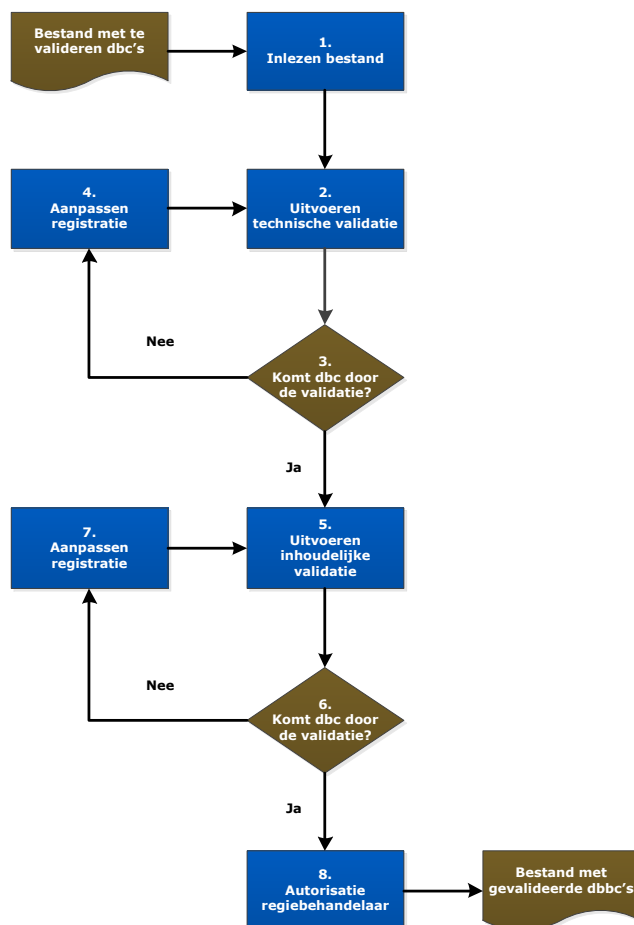 Bestand met te
valideren dbc's
1.
Inlezen bestand
4.
Aanpassen
registratie
2.
Uitvoeren
technische validatie
Nee
3.
Komt dbc door
de validatie?
Ja
7.
Aanpassen
registratie
5.
Uitvoeren
inhoudelijke
validatie
Nee
6.
Komt dbc door
de validatie?
Ja
8.
Autorisatie
regiebehandelaar
Bestand met
gevalideerde dbbc's